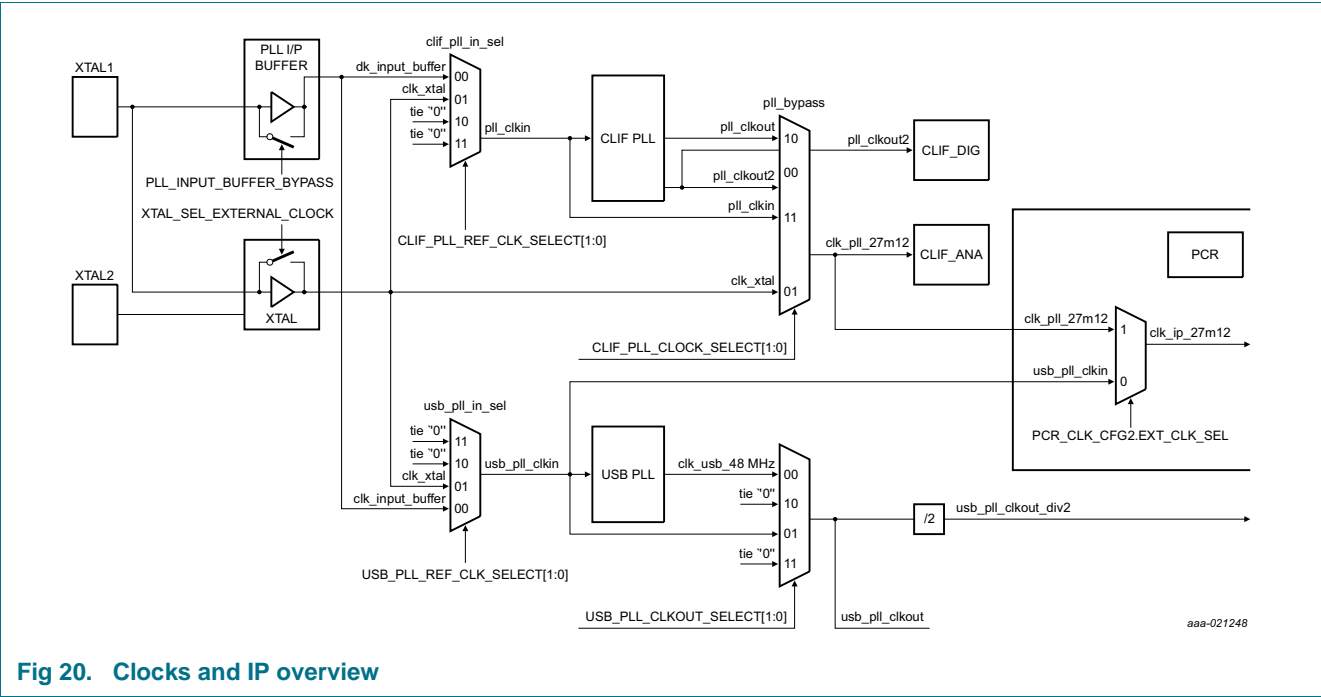 XTAL1
PLL I/P
BUFFER
PLL_INPUT_BUFFER_BYPASS
XTAL_SEL_EXTERNAL_CLOCK
XTAL2
XTAL
clif_pll_in_sel
dk_input_buffer
00
clk_xtal
01
tie `'0''
10
tie `'0''
11
pll_clkin
CLIF_PLL_REF_CLK_SELECT[1:0]
CLIF PLL
pll_bypass
pll_clkout
10
00
pll_clkout2
pll_clkin
11
clk_xtal
01
CLIF_PLL_CLOCK_SELECT[1:0]
pll_clkout2
CLIF_DIG
clk_pll_27m12
CLIF_ANA
PCR
clk_pll_27m12
1
clk_ip_27m12
usb_pll_clkin
0
PCR_CLK_CFG2.EXT_CLK_SEL
usb_pll_in_sel
tie `'0''
11
tie `'0''
10
clk_xtal
01
clk_input_buffer
00
usb_pll_clkin
USB_PLL_REF_CLK_SELECT[1:0]
USB PLL
clk_usb_48 MHz
00
tie `'0''
10
01
tie `'0''
11
USB_PLL_CLKOUT_SELECT[1:0]
/2
usb_pll_clkout_div2
usb_pll_clkout
aaa-021248
Fig 20. Clocks and IP overview